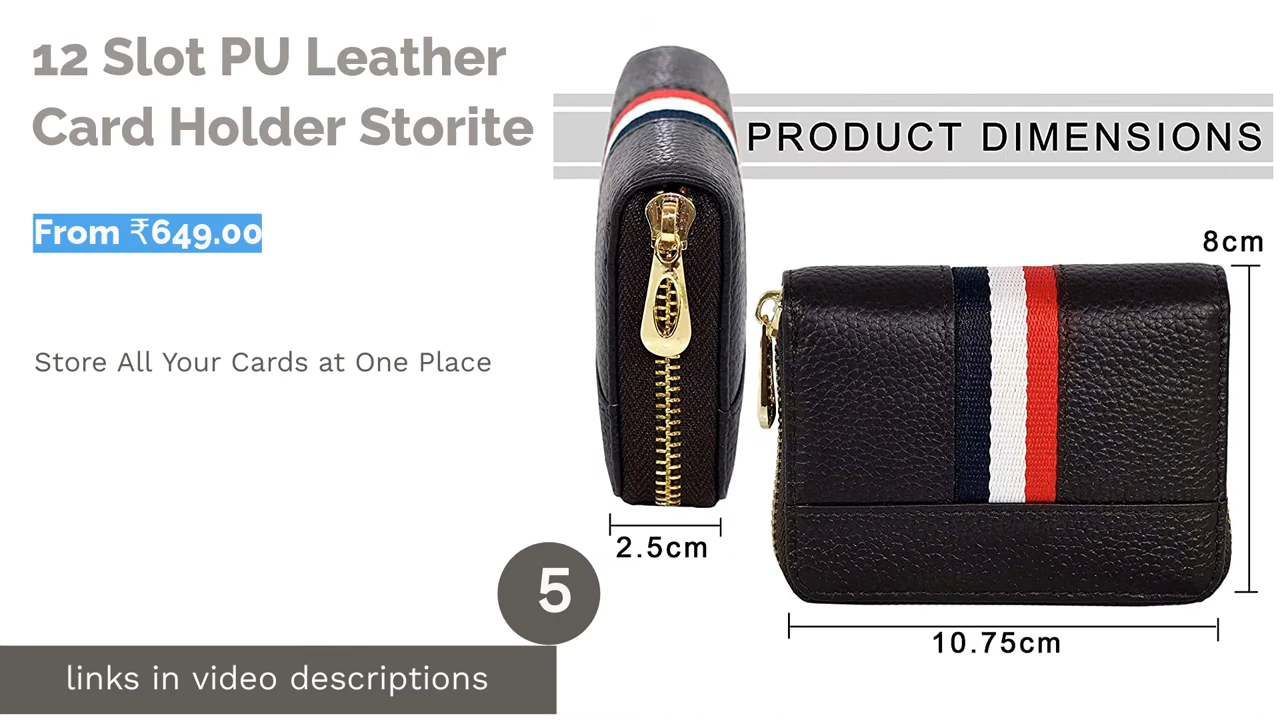 12 Slot PU Leather
Card Holder Storite
From ₹649.00
Store All Your Cards at One Place
PRODUCT DIMENSIONS
8cm
2.5cm
10.75cm
5
links in video descriptions